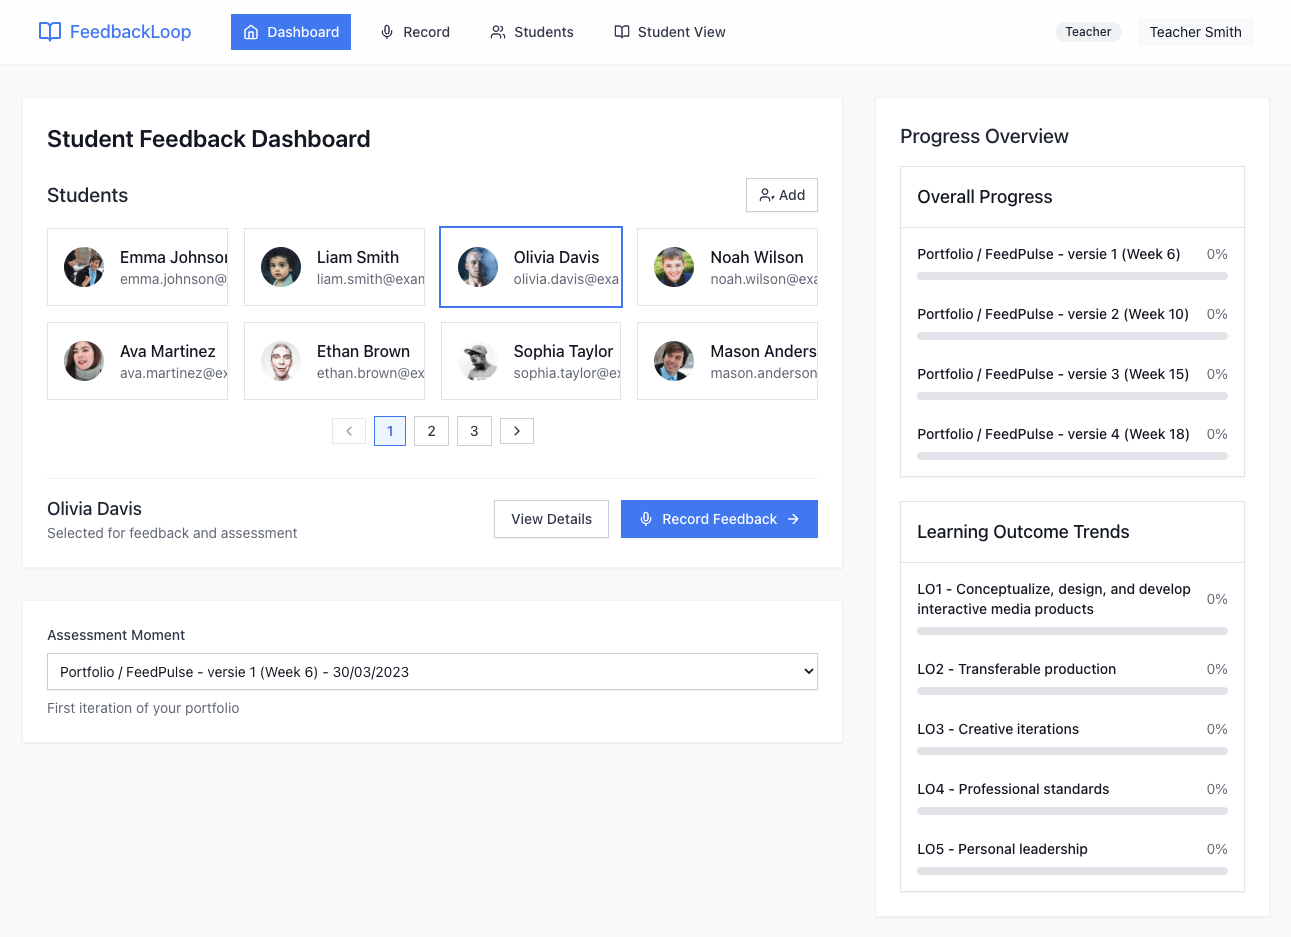 FeedbackLoop
Dashboard
Record
Students
Student View
Teacher
Teacher Smith
Student Feedback Dashboard
Students
Add
Emma Johnson
emma.johnson@
Liam Smith
liam.smith@exam
Olivia Davis
olivia.davis@exa
Noah Wilson
noah.wilson@exa
Ava Martinez
ava.martinez@ex
Ethan Brown
ethan.brown@ex
Sophia Taylor
sophia.taylor@ex
Mason Anders
mason.anderson
1
2
3
Olivia Davis
Selected for feedback and assessment
View Details
Record Feedback
Assessment Moment
Portfolio / FeedPulse - versie 1 (Week 6) - 30/03/2023
First iteration of your portfolio
Progress Overview
Overall Progress
Portfolio / FeedPulse - versie 1 (Week 6) 0%
Portfolio / FeedPulse - versie 2 (Week 10) 0%
Portfolio / FeedPulse - versie 3 (Week 15) 0%
Portfolio / FeedPulse - versie 4 (Week 18) 0%
Learning Outcome Trends
LO1 - Conceptualize, design, and develop
interactive media products
0%
LO2 - Transferable production 0%
LO3 - Creative iterations 0%
LO4 - Professional standards 0%
LO5 - Personal leadership 0%